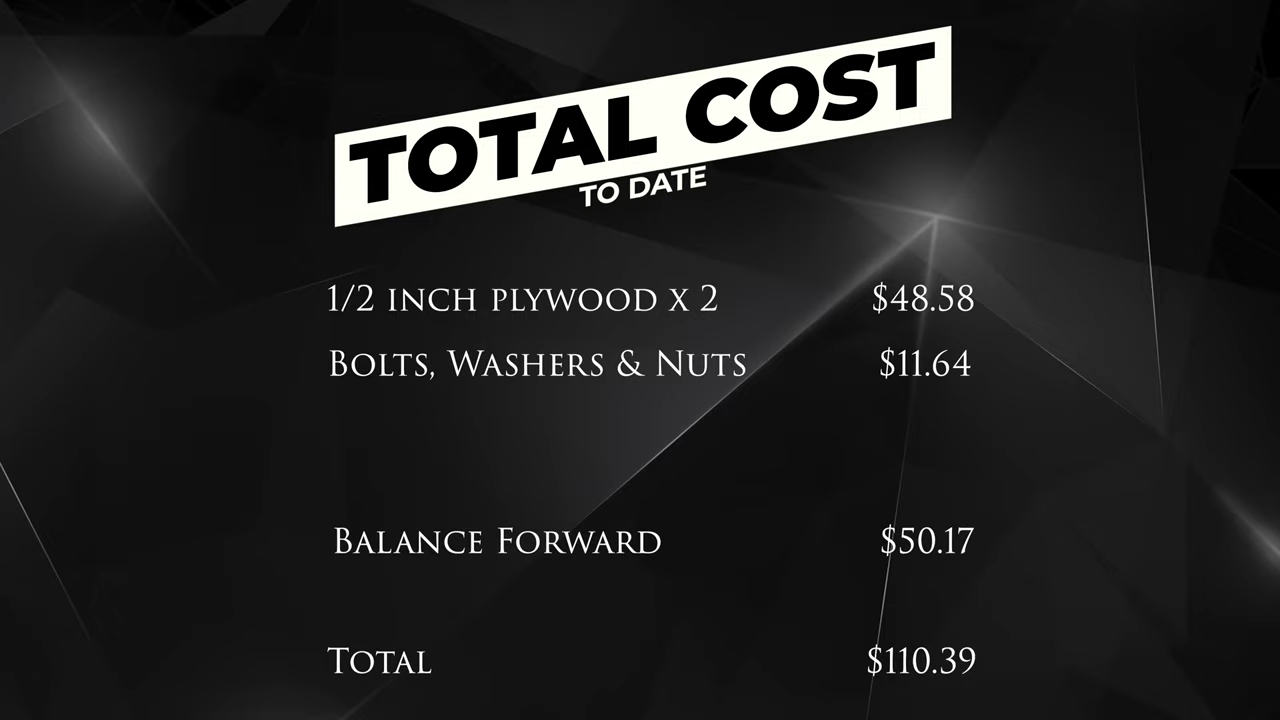 TOTAL COST
TO DATE
1/2 INCH PLYWOOD X 2 $48.58
BOLTS, WASHERS & NUTS $11.64
BALANCE FORWARD $50.17
TOTAL $110.39